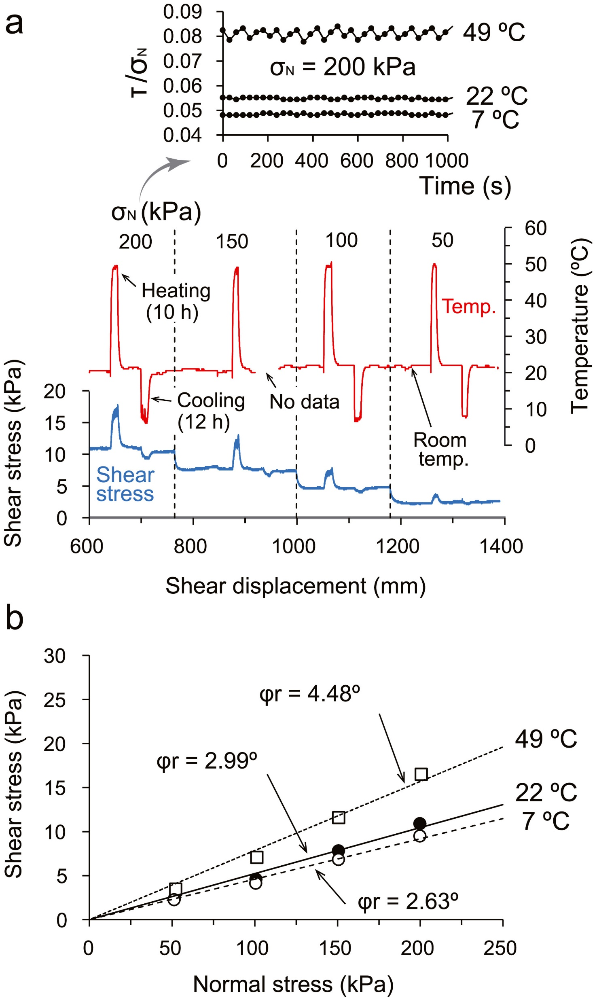 a
0.09
0.08
0.07
0.06
0.05
0.04
τ/σN
49 ºC
σN = 200 kPa
22 ºC
7 ºC
0 200 400 600 800 1000
Time (s)
σN (kPa)
200 150 100 50
60
50
40
30
20
10
0
Temperature (ºC)
Heating
(10 h)
Temp.
Cooling
(12 h)
No data
Room
temp.
20
15
10
5
0
Shear stress (kPa)
Shear
stress
600 800 1000 1200 1400
Shear displacement (mm)
b
30
25
20
15
10
5
0
Shear stress (kPa)
φr = 4.48º
φr = 2.99º
49 ºC
22 ºC
7 ºC
φr = 2.63º
0 50 100 150 200 250
Normal stress (kPa)